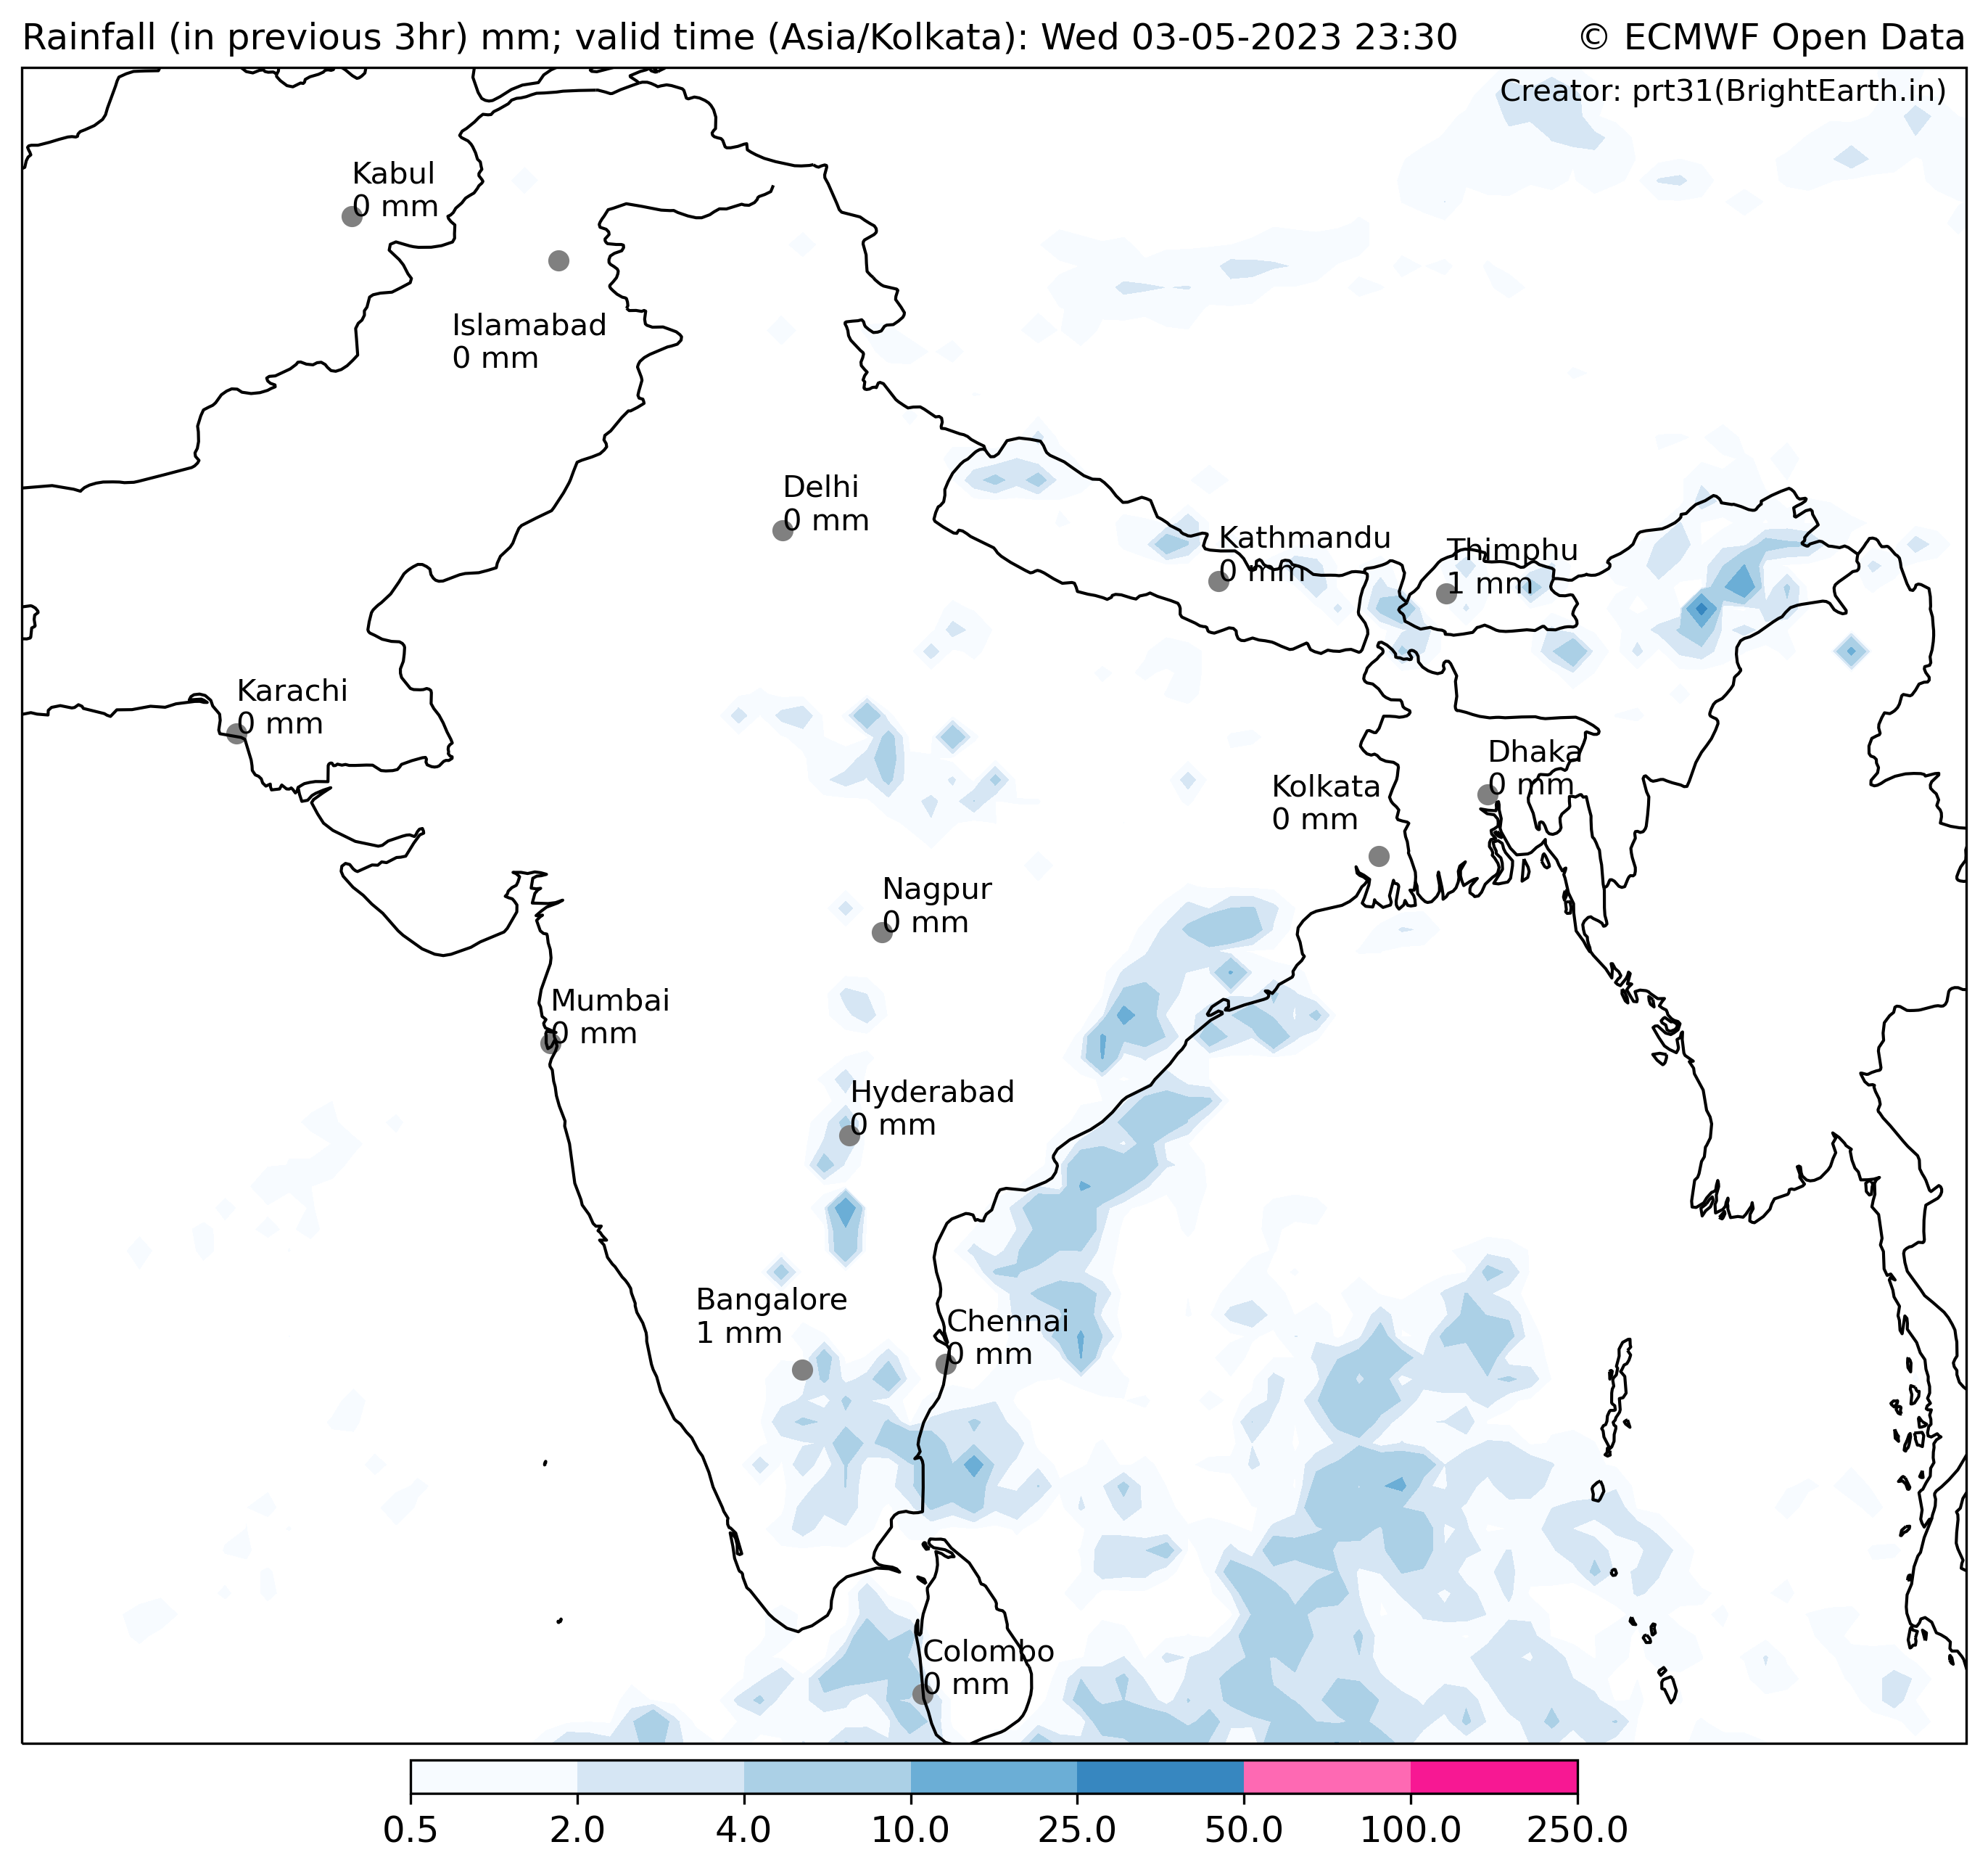 Rainfall (in previous 3hr) mm; valid time (Asia/Kolkata): Wed 03-05-2023 23:30
© ECMWF Open Data
Creator: prt31(BrightEarth.in)
Kabul
0 mm
Islamabad
0 mm
Delhi
0 mm
Kathmandu
0 mm
Thimphu
1 mm
Karachi
0 mm
Dhaka
0 mm
Kolkata
0 mm
Nagpur
0 mm
Mumbai
0 mm
Hyderabad
0 mm
Bangalore
1 mm
Chennai
0 mm
Colombo
0 mm
0.5 2.0 4.0 10.0 25.0 50.0 100.0 250.0